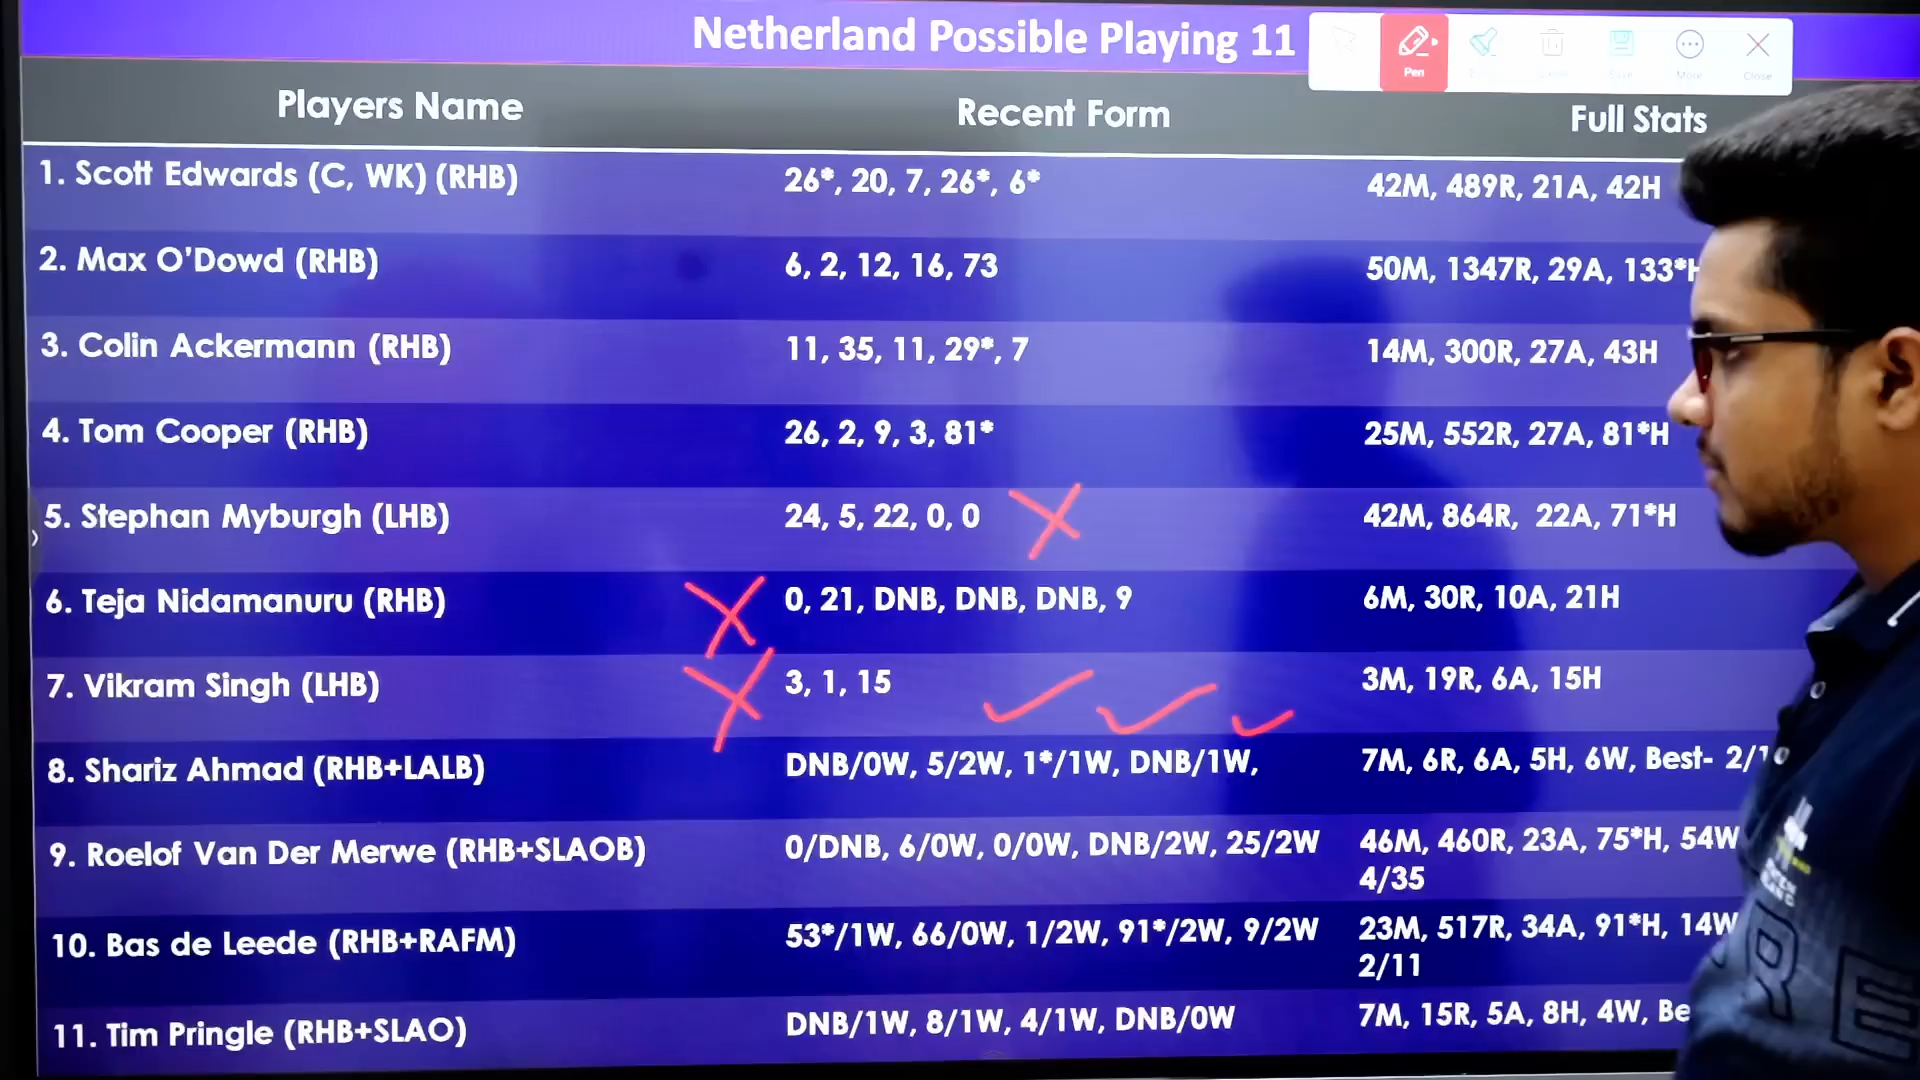 Netherland Possible Playing 11
Pen
More
Close
Players Name Recent Form Full Stats
1. Scott Edwards (C, WK) (RHB) 26*, 20, 7, 26*, 6* 42M, 489R, 21A, 42H
2. Max O'Dowd (RHB) 6, 2, 12, 16, 73 50M, 1347R, 29A, 133*H
3. Colin Ackermann (RHB) 11, 35, 11, 29*, 7 14M, 300R, 27A, 43H
4. Tom Cooper (RHB) 26, 2, 9, 3, 81* 25M, 552R, 27A, 81*H
5. Stephan Myburgh (LHB) 24, 5, 22, 0, 0 42M, 864R, 22A, 71*H
6. Teja Nidamanuru (RHB) 0, 21, DNB, DNB, DNB, 9 6M, 30R, 10A, 21H
7. Vikram Singh (LHB) 3, 1, 15 3M, 19R, 6A, 15H
8. Shariz Ahmad (RHB+LALB) DNB/0W, 5/2W, 1*/1W, DNB/1W, 7M, 6R, 6A, 5H, 6W, Best- 2/1
9. Roelof Van Der Merwe (RHB+SLAOB) 0/DNB, 6/0W, 0/0W, DNB/2W, 25/2W 46M, 460R, 23A, 75*H, 54W
4/35
10. Bas de Leede (RHB+RAFM) 53*/1W, 66/0W, 1/2W, 91*/2W, 9/2W 23M, 517R, 34A, 91*H, 14W
2/11
11. Tim Pringle (RHB+SLAO) DNB/1W, 8/1W, 4/1W, DNB/0W 7M, 15R, 5A, 8H, 4W, Be
RE